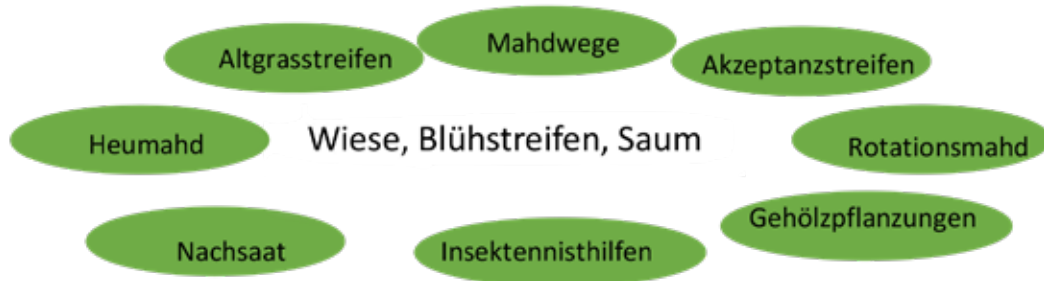 Mahdwege
Altgrasstreifen
Akzeptanzstreifen
Heumahd
Wiese, Blühstreifen, Saum
Rotationsmahd
Gehölzpflanzungen
Nachsaat
Insektennisthilfen